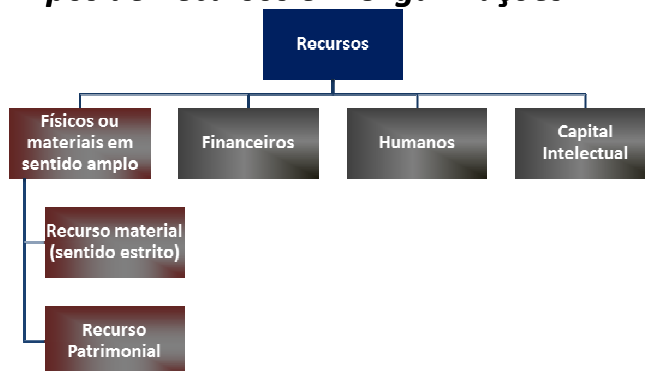 Recursos
Físicos ou
materiais em
sentido amplo
Financeiros
Humanos
Capital
Intelectual
Recurso material
(sentido estrito)
Recurso
Patrimonial